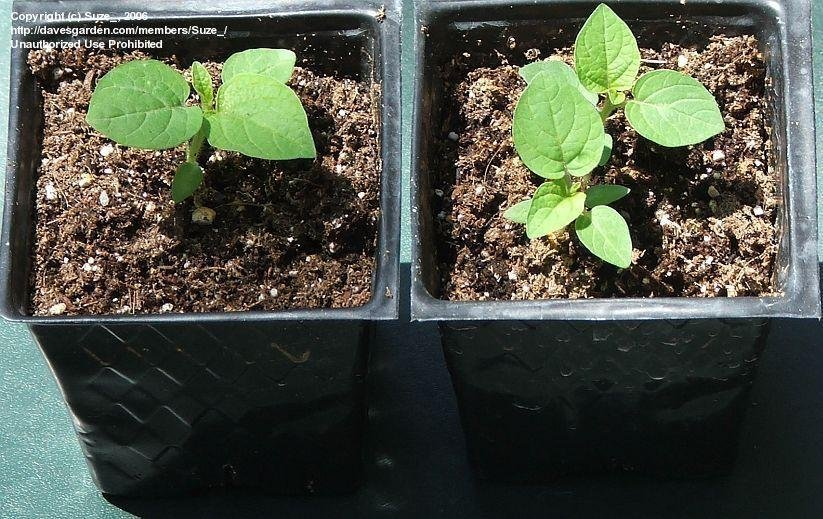 Copyright (c) Suze_, 2006
http://davesgarden.com/members/Suze_/
Unauthorized Use Prohibited